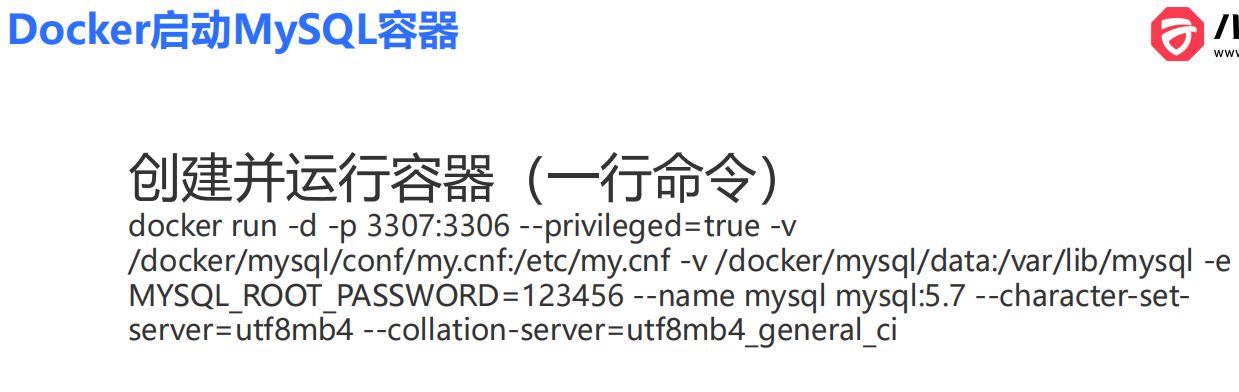 Docker启动MySQL容器
创建并运行容器（一行命令）
docker run -d -p 3307:3306 --privileged=true -v
/docker/mysql/conf/my.cnf:/etc/my.cnf -v /docker/mysql/data:/var/lib/mysql -e
MYSQL_ROOT_PASSWORD=123456 --name mysql mysql:5.7 --character-set-
server=utf8mb4 --collation-server=utf8mb4_general_ci